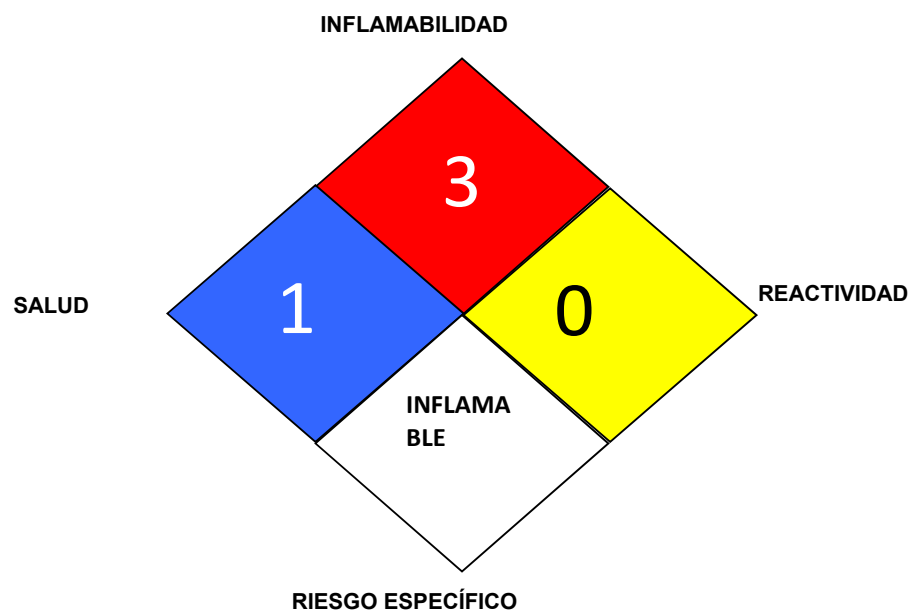 INFLAMABILIDAD
3
SALUD
1
0
REACTIVIDAD
INFLAMA
BLE
RIESGO ESPECÍFICO